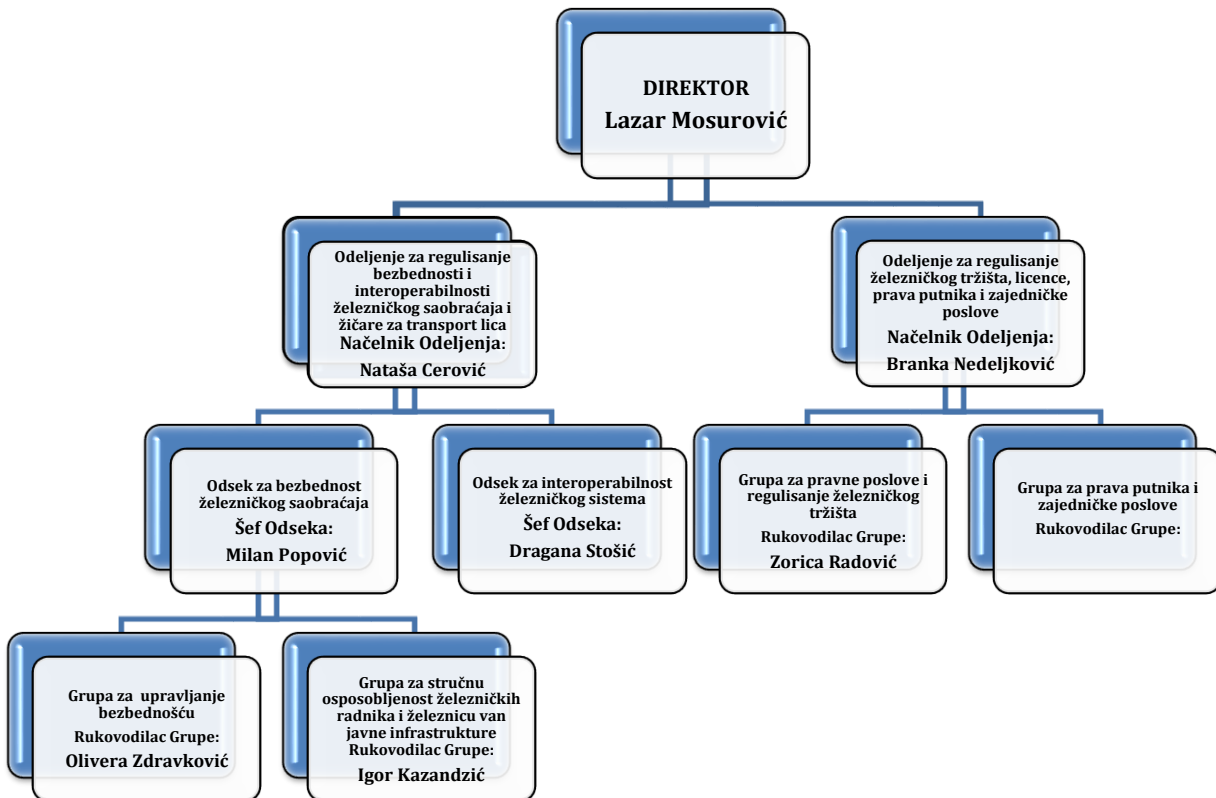 DIREKTOR
Lazar Mosurović
Odeljenje za regulisanje
bezbednosti i
interoperabilnosti
železničkog saobraćaja i
žičare za transport lica
Načelnik Odeljenja:
Nataša Cerović
Odeljenje za regulisanje
železničkog tržišta, licence,
prava putnika i zajedničke
poslove
Načelnik Odeljenja:
Branka Nedeljković
Odsek za bezbednost
železničkog saobraćaja
Šef Odseka:
Milan Popović
Odsek za interoperabilnost
železničkog sistema
Šef Odseka:
Dragana Stošić
Grupa za pravne poslove i
regulisanje železničkog
tržišta
Rukovodilac Grupe:
Zorica Radović
Grupa za prava putnika i
zajedničke poslove
Rukovodilac Grupe:
Grupa za upravljanje
bezbednošću
Rukovodilac Grupe:
Olivera Zdravković
Grupa za stručnu
osposobljenost železničkih
radnika i železnicu van
javne infrastrukture
Rukovodilac Grupe:
Igor Kazandzić